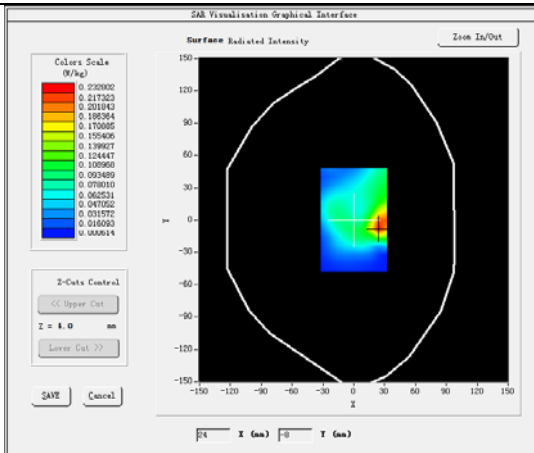 SAR Visualisation Graphical Interface
Surface Radiated Intensity
Zoom In/Out
Colors Scale
(W/kg)
0.232802
0.217323
0.201843
0.186364
0.170885
0.155406
0.139927
0.124447
0.108968
0.093489
0.078010
0.062531
0.047052
0.031572
0.016093
0.000614
Z-Cuts Control
<< Upper Cut
Z = 4.0 mm
Lower Cut >>
SAVE Cancel
150
120
90
60
30
0
-30
-60
-90
-120
-150
Y
-150 -120 -90 -60 -30 0 30 60 90 120 150
X
24 X (mm) -8 Y (mm)